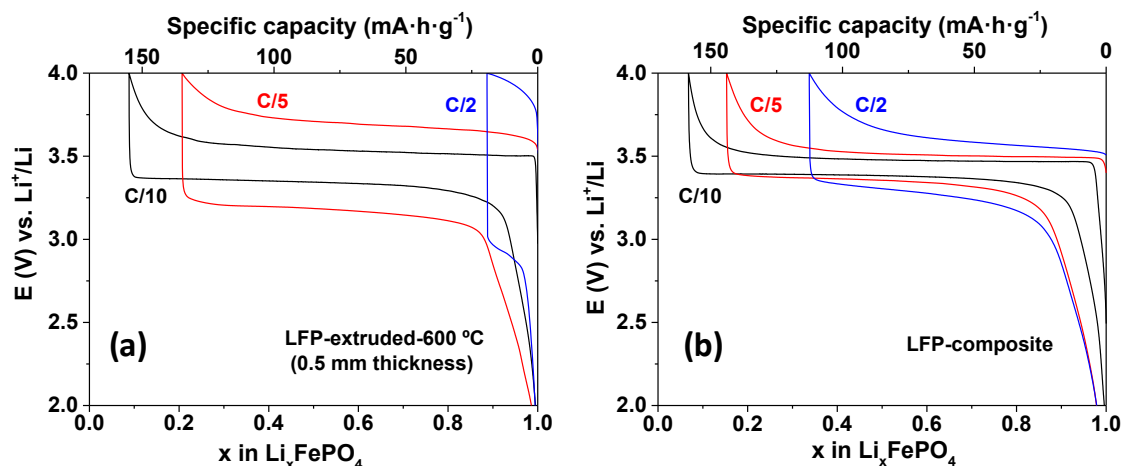 Specific capacity (mA·h·g⁻¹)
150 100 50 0
4.0
3.5
3.0
2.5
2.0
E (V) vs. Li⁺/Li
C/5
C/2
C/10
(a)
LFP-extruded-600 ºC
(0.5 mm thickness)
0.0 0.2 0.4 0.6 0.8 1.0
x in LiₓFePO₄
Specific capacity (mA·h·g⁻¹)
150 100 50 0
4.0
3.5
3.0
2.5
2.0
E (V) vs. Li⁺/Li
C/5
C/2
C/10
(b)
LFP-composite
0.0 0.2 0.4 0.6 0.8 1.0
x in LiₓFePO₄